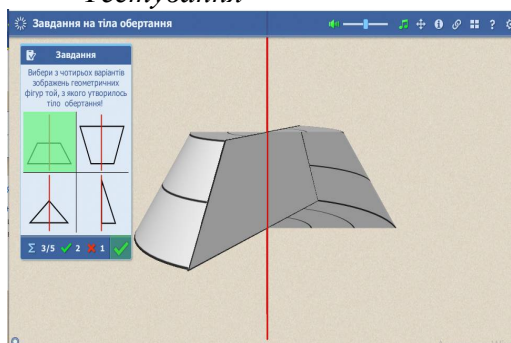 Тестування
Завдання на тіла обертання
?
Завдання
Вибери з чотирьох варіантів
зображень геометричних
фігур той, з якого утворилось
тіло обертання!
Σ 3/5 ✓ 2 ✗ 1